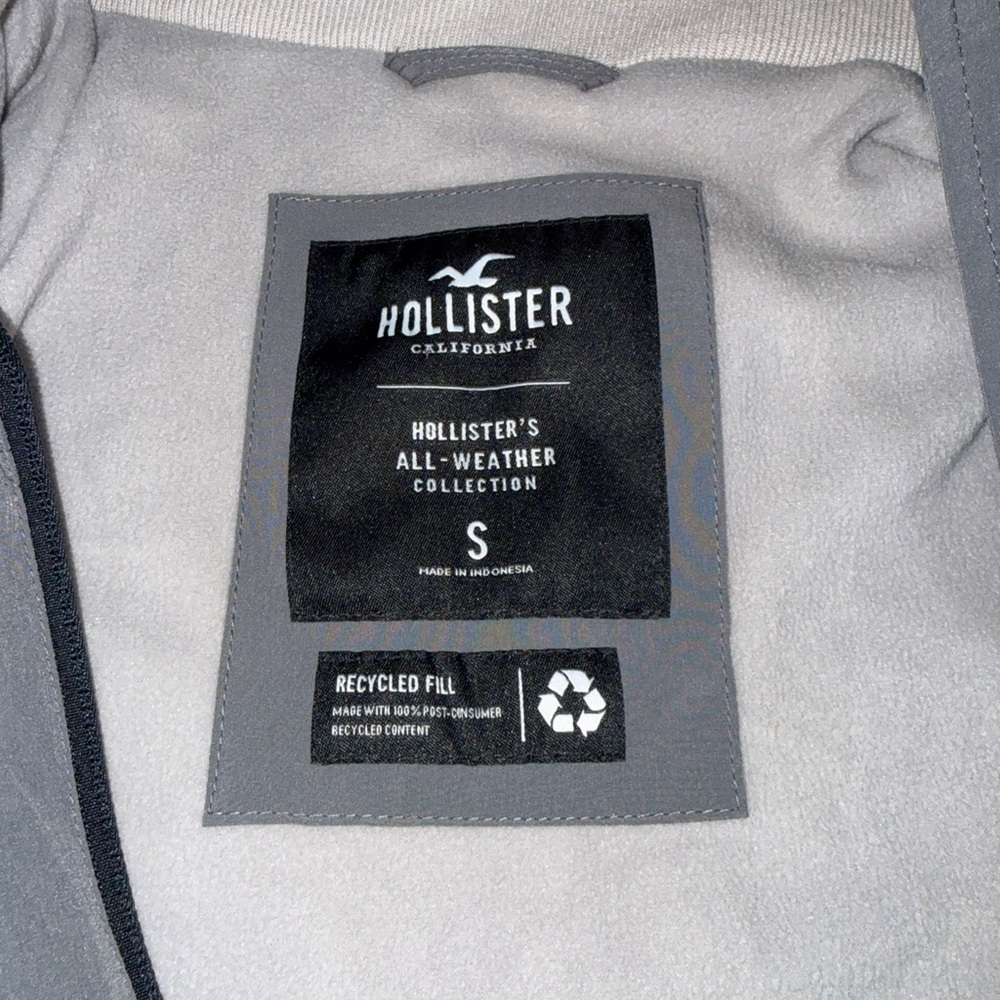 HOLLISTER
CALIFORNIA
HOLLISTER'S
ALL-WEATHER
COLLECTION
S
MADE IN INDONESIA
RECYCLED FILL
MADE WITH 100% POST-CONSUMER
RECYCLED CONTENT